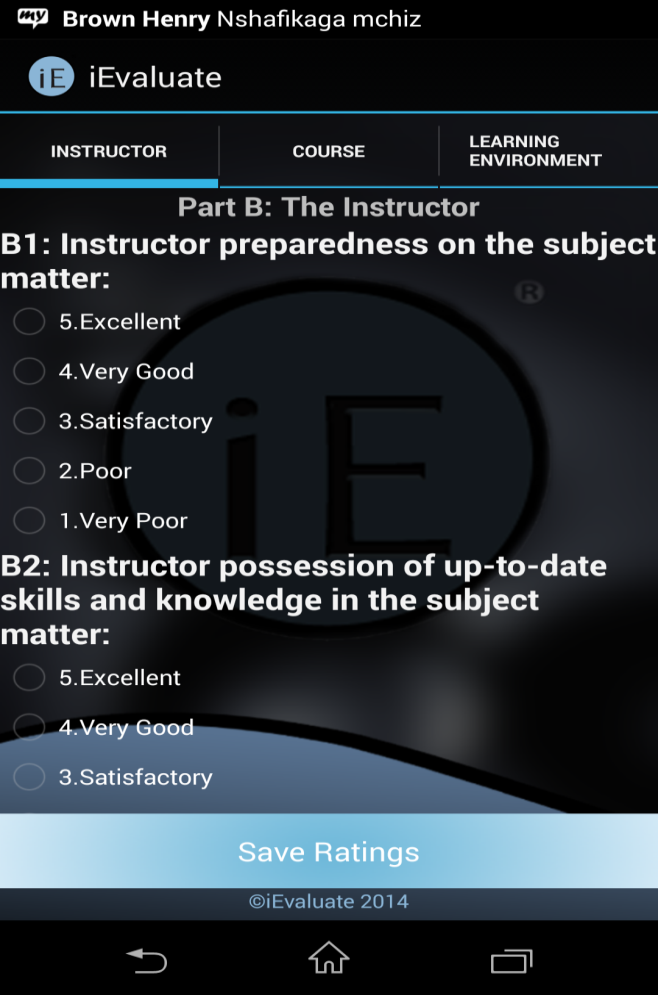 my Brown Henry Nshafikaga mchiz
iE iEvaluate
INSTRUCTOR
COURSE
LEARNING
ENVIRONMENT
Part B: The Instructor
B1: Instructor preparedness on the subject
matter:
®
5.Excellent
4.Very Good
3.Satisfactory
2.Poor
1.Very Poor
iE
B2: Instructor possession of up-to-date
skills and knowledge in the subject
matter:
5.Excellent
4.Very Good
3.Satisfactory
Save Ratings
©iEvaluate 2014